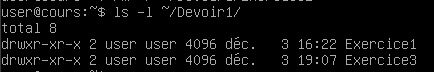 user@cours:~$ ls -l ~/Devoir1/
total 8
drwxr-xr-x 2 user user 4096 déc.   3 16:22 Exercice1
drwxr-xr-x 2 user user 4096 déc.   3 19:07 Exercice3